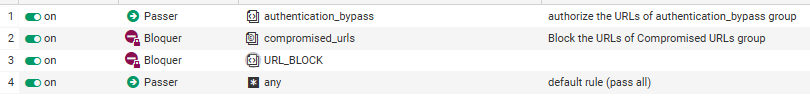 1 on Passer authentication_bypass authorize the URLs of authentication_bypass group
2 on Bloquer compromised_urls Block the URLs of Compromised URLs group
3 on Bloquer URL_BLOCK
4 on Passer any default rule (pass all)